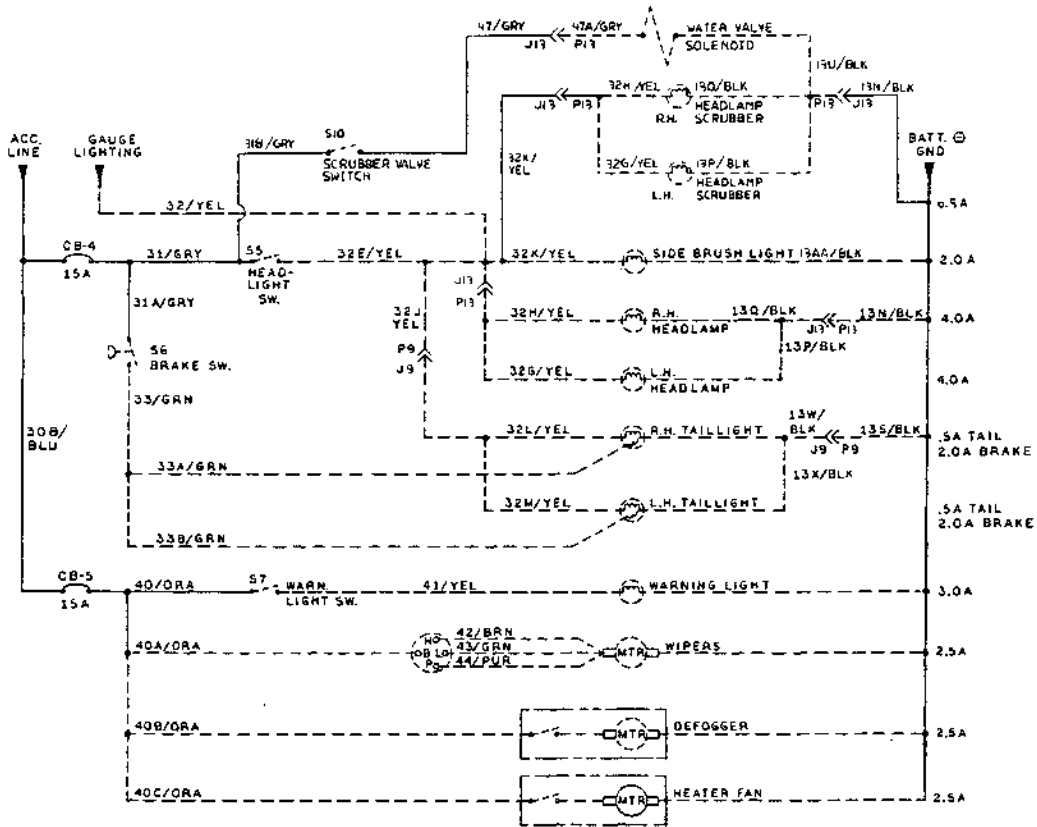 47/GRY
47A/GRY
WATER VALVE
SOLENOID
J13
P13
13U/BLK
32H/YEL
13Q/BLK
13N/BLK
J13
P13
R.H.
HEADLAMP
SCRUBBER
P13
J13
ACC.
LINE
GAUGE
LIGHTING
31B/GRY
S10
SCRUBBER VALVE
SWITCH
32K/
YEL
32G/YEL
13P/BLK
L.H.
HEADLAMP
SCRUBBER
BATT. ⊖
GND
32/YEL
0.5A
CB-4
15A
31/GRY
S5
HEAD-
LIGHT
SW.
32E/YEL
32K/YEL
SIDE BRUSH LIGHT
13AA/BLK
2.0A
31A/GRY
J13
P13
32J/
YEL
32H/YEL
R.H.
HEADLAMP
13Q/BLK
J13
P13
13N/BLK
4.0A
S6
BRAKE SW.
P9
J9
13P/BLK
33/GRN
32G/YEL
L.H.
HEADLAMP
4.0A
30B/
BLU
32L/YEL
R.H. TAILLIGHT
13W/
BLK
J9
P9
13S/BLK
.5A TAIL
2.0A BRAKE
33A/GRN
13X/BLK
32M/YEL
L.H. TAILLIGHT
.5A TAIL
2.0A BRAKE
33B/GRN
CB-5
15A
40/ORA
S7
WARN.
LIGHT SW.
41/YEL
WARNING LIGHT
3.0A
40A/ORA
H
B
L
P
42/BRN
43/GRN
44/PUR
MTR
WIPERS
2.5A
40B/ORA
MTR
DEFOGGER
2.5A
40C/ORA
MTR
HEATER FAN
2.5A